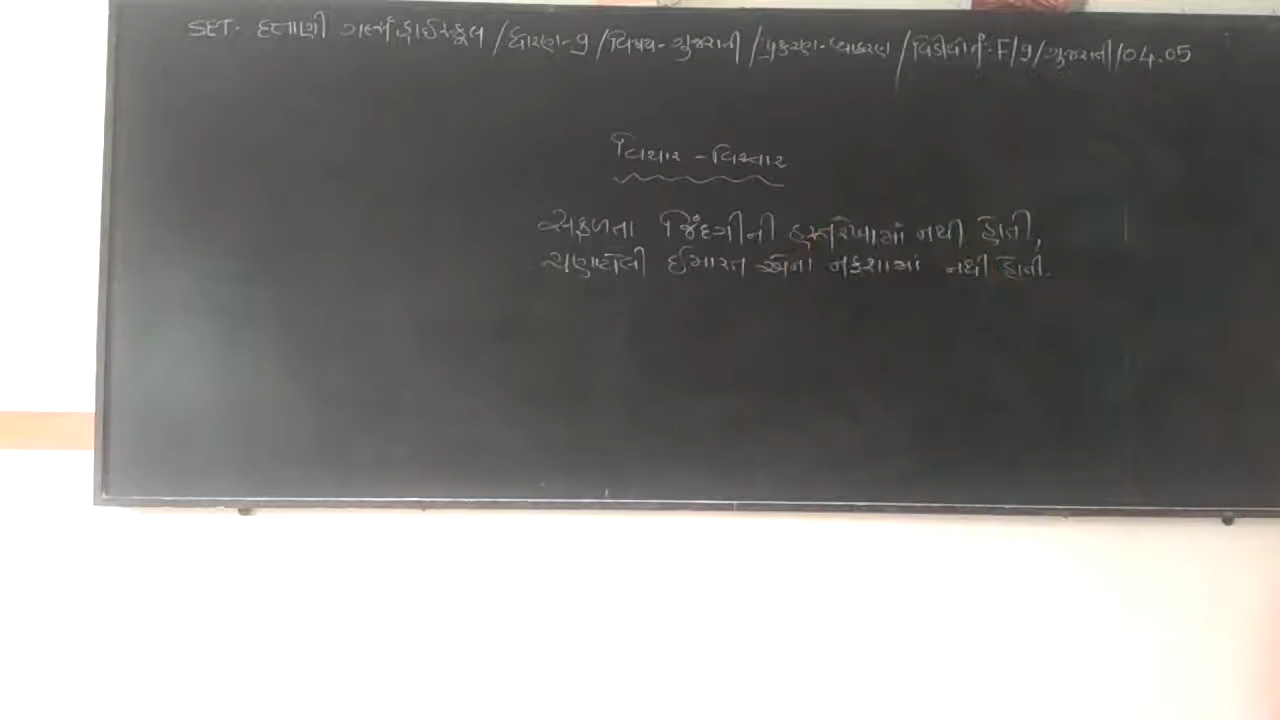 SET. દત્તાણી ગર્લ્સ હાઈસ્કૂલ / ધોરણ-9 / વિષય-ગુજરાતી / પ્રકરણ-વ્યાકરણ / વિડીયો નં.: F/9/ગુજરાતી/04.05
વિચાર - વિસ્તાર
સફળતા જિંદગીની હસ્તરેખામાં નથી હોતી,
ચણાયેલી ઈમારત એના નકશામાં નથી હોતી.